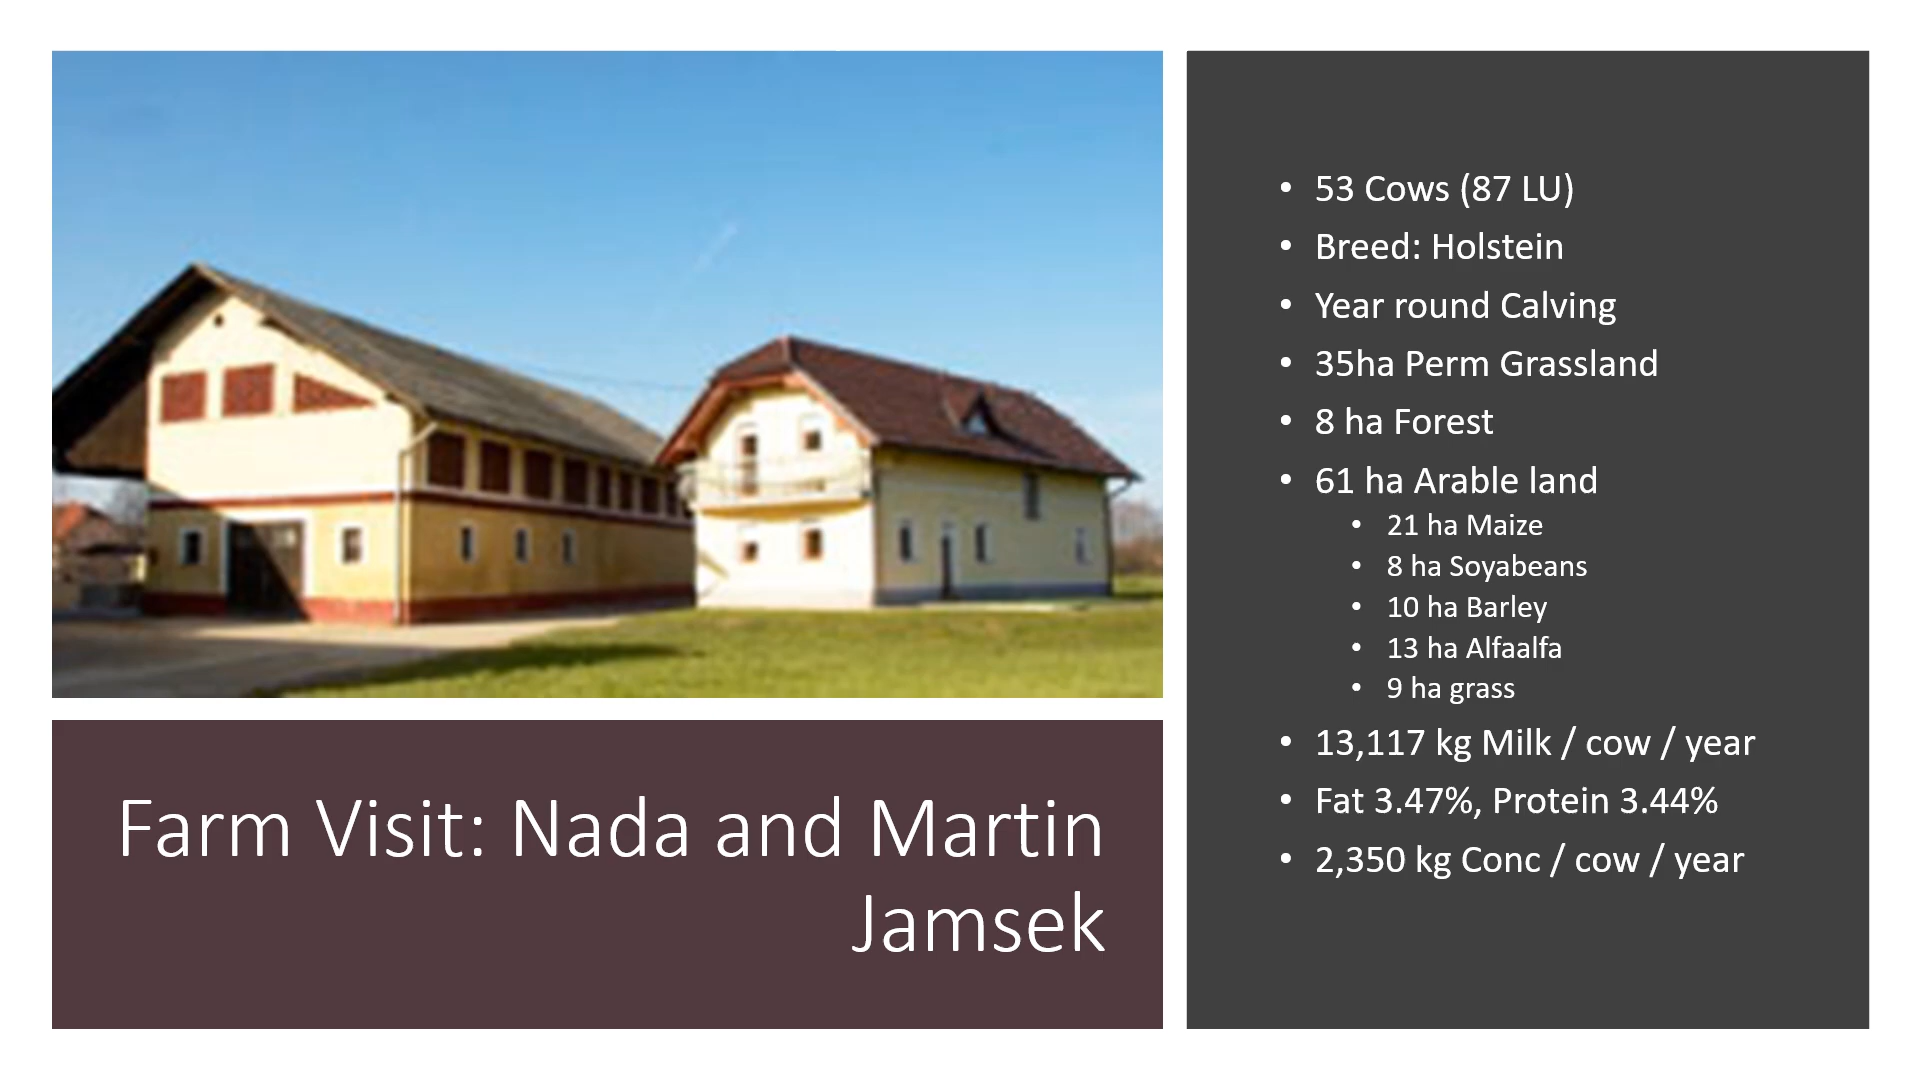 Farm Visit: Nada and Martin
Jamsek
• 53 Cows (87 LU)
• Breed: Holstein
• Year round Calving
• 35ha Perm Grassland
• 8 ha Forest
• 61 ha Arable land
• 21 ha Maize
• 8 ha Soyabeans
• 10 ha Barley
• 13 ha Alfaalfa
• 9 ha grass
• 13,117 kg Milk / cow / year
• Fat 3.47%, Protein 3.44%
• 2,350 kg Conc / cow / year